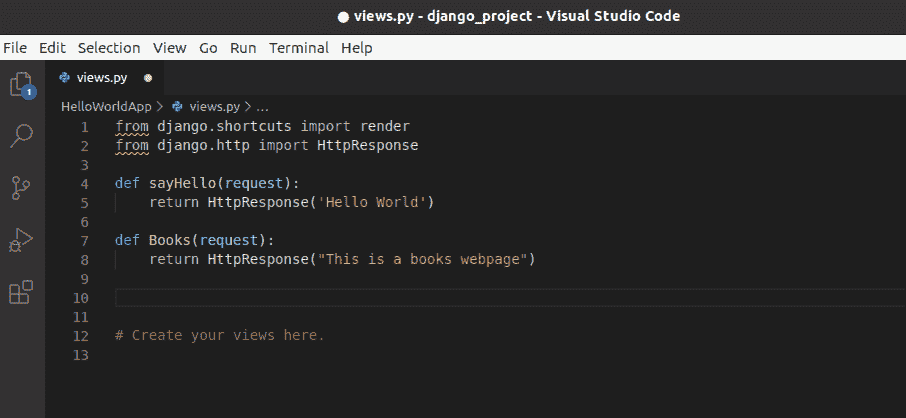 ● views.py - django_project - Visual Studio Code
File Edit Selection View Go Run Terminal Help
views.py ●
1
HelloWorldApp > views.py > ...
1 from django.shortcuts import render
2 from django.http import HttpResponse
3
4 def sayHello(request):
5     return HttpResponse('Hello World')
6
7 def Books(request):
8     return HttpResponse("This is a books webpage")
9
10
11
12 # Create your views here.
13